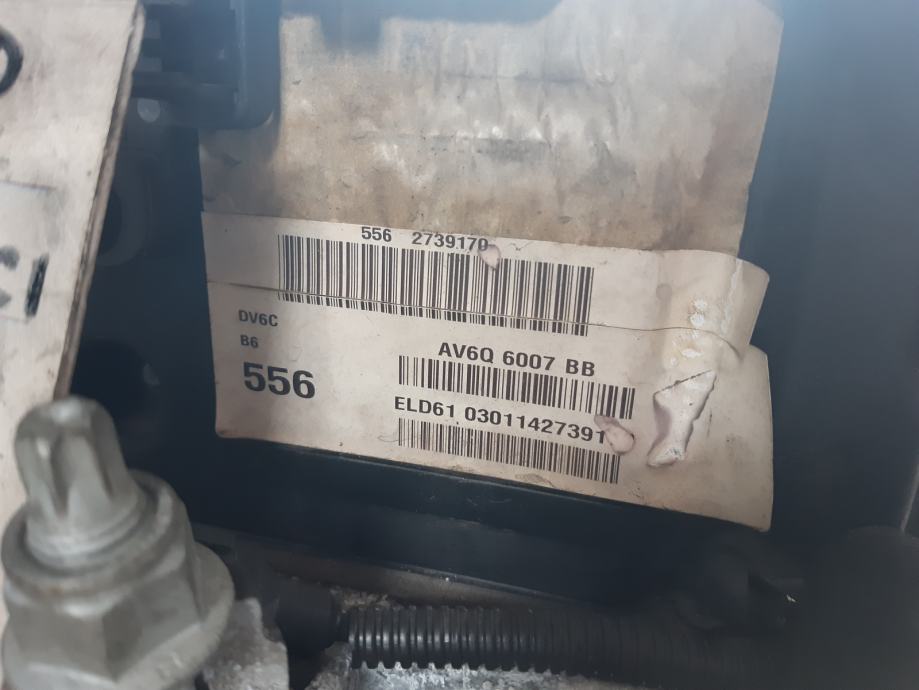 556 2739170
DV6C
B6
556
AV6Q 6007 BB
ELD61 03011427391